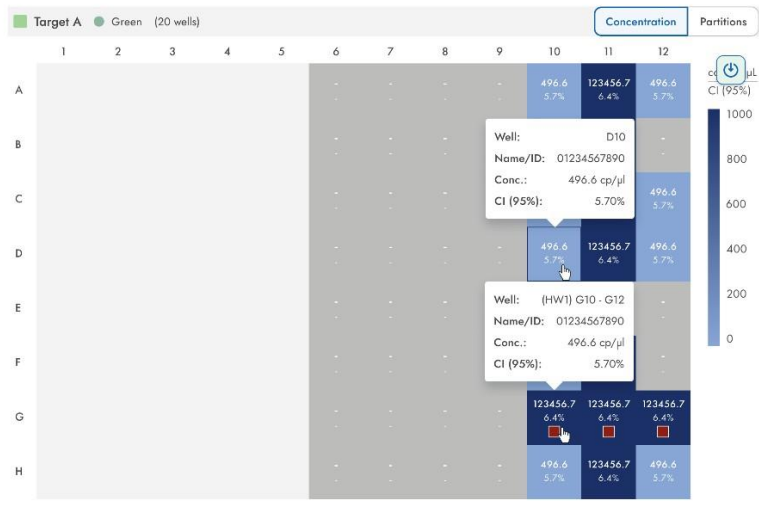 Target A Green (20 wells) Concentration Partitions
1 2 3 4 5 6 7 8 9 10 11 12
CI (95%)
A - - - - 496.6 123456.7 496.6
- - - - 5.7% 6.4% 5.7%
1000
B - - - - -
- - - - -
Well: D10
Name/ID: 01234567890
Conc.: 496.6 cp/µl
CI (95%): 5.70%
800
C - - - - 496.6
- - - - 5.7%
600
D - - - - 496.6 123456.7 496.6
- - - - 5.7% 6.4% 5.7%
400
E - - - - -
- - - - -
Well: (HW1) G10 - G12
Name/ID: 01234567890
Conc.: 496.6 cp/µl
CI (95%): 5.70%
200
0
F - - - - -
- - - - -
G - - - - 123456.7 123456.7 123456.7
- - - - 6.4% 6.4% 6.4%
H - - - - 496.6 123456.7 496.6
- - - - 5.7% 6.4% 5.7%